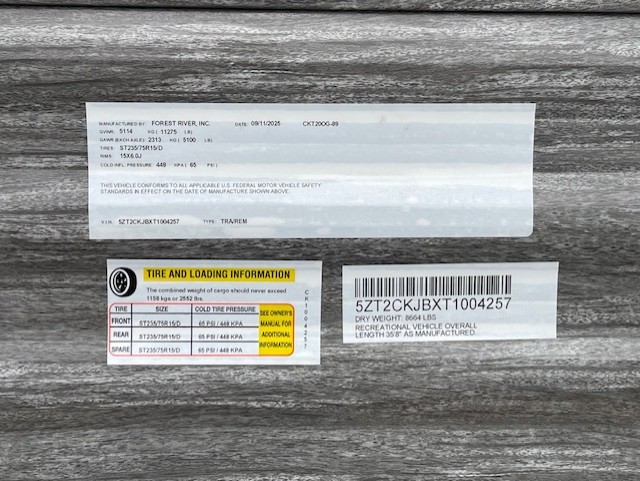 MANUFACTURED BY: FOREST RIVER, INC. DATE: 09/11/2025 CKT20OG-89
GVWR: 5114 KG ( 11275 LB)
GAWR (EACH AXLE): 2313 KG ( 5100 LB)
TIRES: ST235/75R15/D
RIMS: 15X6.0J
COLD INFL. PRESSURE: 448 KPA ( 65 PSI )
THIS VEHICLE CONFORMS TO ALL APPLICABLE U.S. FEDERAL MOTOR VEHICLE SAFETY
STANDARDS IN EFFECT ON THE DATE OF MANUFACTURE SHOWN ABOVE.
V.I.N.: 5ZT2CKJBXT1004257 TYPE: TRA/REM
TIRE AND LOADING INFORMATION
The combined weight of cargo should never exceed
1158 kgs or 2552 lbs.
TIRE SIZE COLD TIRE PRESSURE
FRONT ST235/75R15/D 65 PSI / 448 KPA
REAR ST235/75R15/D 65 PSI / 448 KPA
SPARE ST235/75R15/D 65 PSI / 448 KPA
SEE OWNER'S
MANUAL FOR
ADDITIONAL
INFORMATION
CK1004257
5ZT2CKJBXT1004257
DRY WEIGHT: 8664 LBS
RECREATIONAL VEHICLE OVERALL
LENGTH 35'8" AS MANUFACTURED.